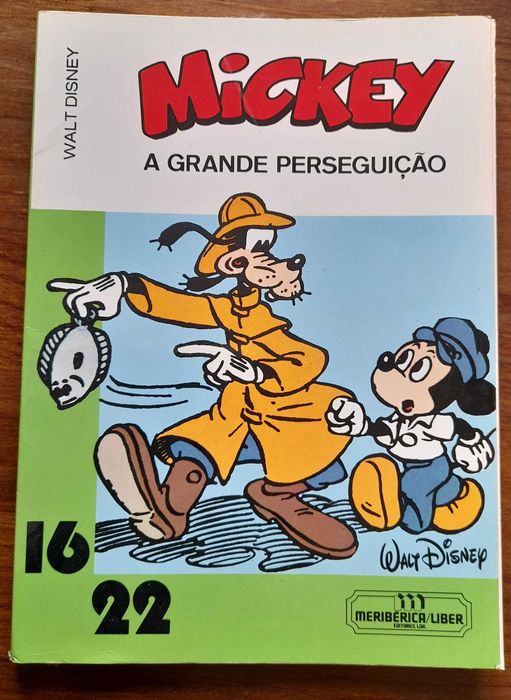 WALT DISNEY
MiCKEY
A GRANDE PERSEGUIÇÃO
16
22
WALT DISNEY
m
MERIBÉRICA/LIBER
EDITORES LDA.